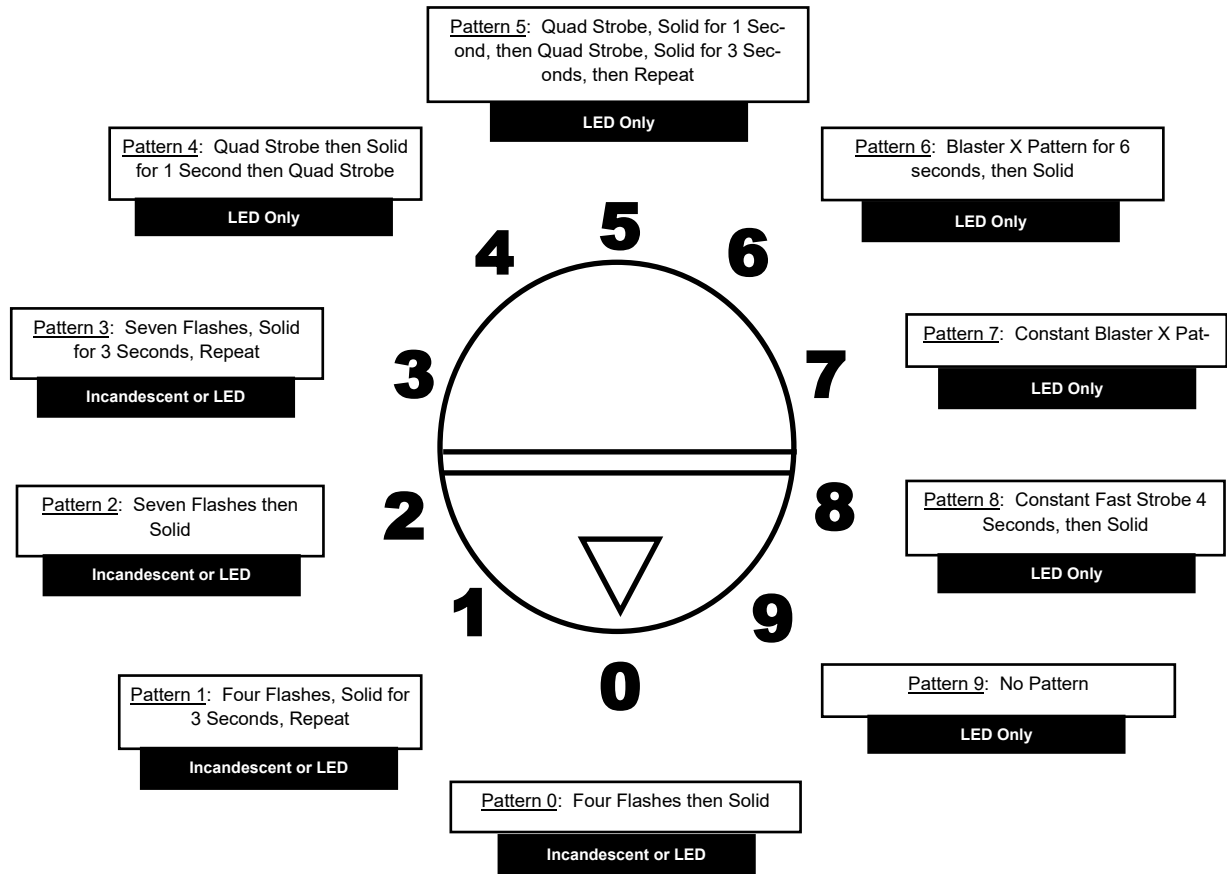 Pattern 5: Quad Strobe, Solid for 1 Sec-
ond, then Quad Strobe, Solid for 3 Sec-
onds, then Repeat
LED Only
Pattern 4: Quad Strobe then Solid
for 1 Second then Quad Strobe
LED Only
Pattern 6: Blaster X Pattern for 6
seconds, then Solid
LED Only
5
4
6
Pattern 3: Seven Flashes, Solid
for 3 Seconds, Repeat
Incandescent or LED
3
7
Pattern 7: Constant Blaster X Pat-
LED Only
Pattern 2: Seven Flashes then
Solid
Incandescent or LED
2
8
Pattern 8: Constant Fast Strobe 4
Seconds, then Solid
LED Only
1
9
0
Pattern 1: Four Flashes, Solid for
3 Seconds, Repeat
Incandescent or LED
Pattern 9: No Pattern
LED Only
Pattern 0: Four Flashes then Solid
Incandescent or LED